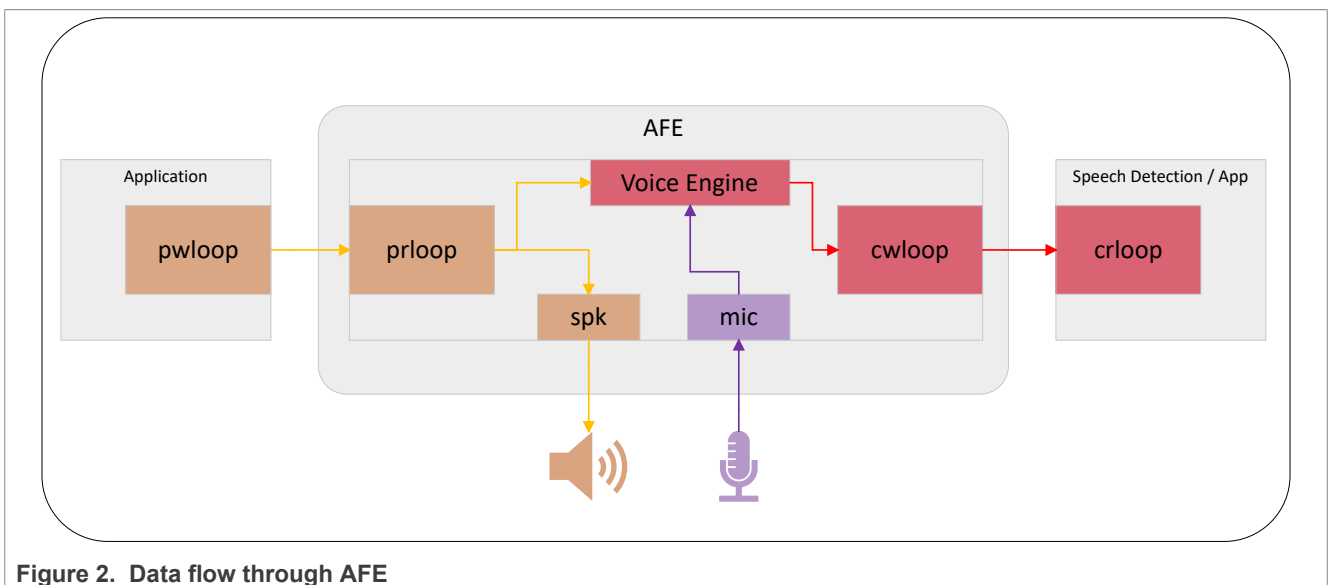 AFE
Application
Voice Engine
Speech Detection / App
pwloop
prloop
cwloop
crloop
spk
mic
Figure 2. Data flow through AFE